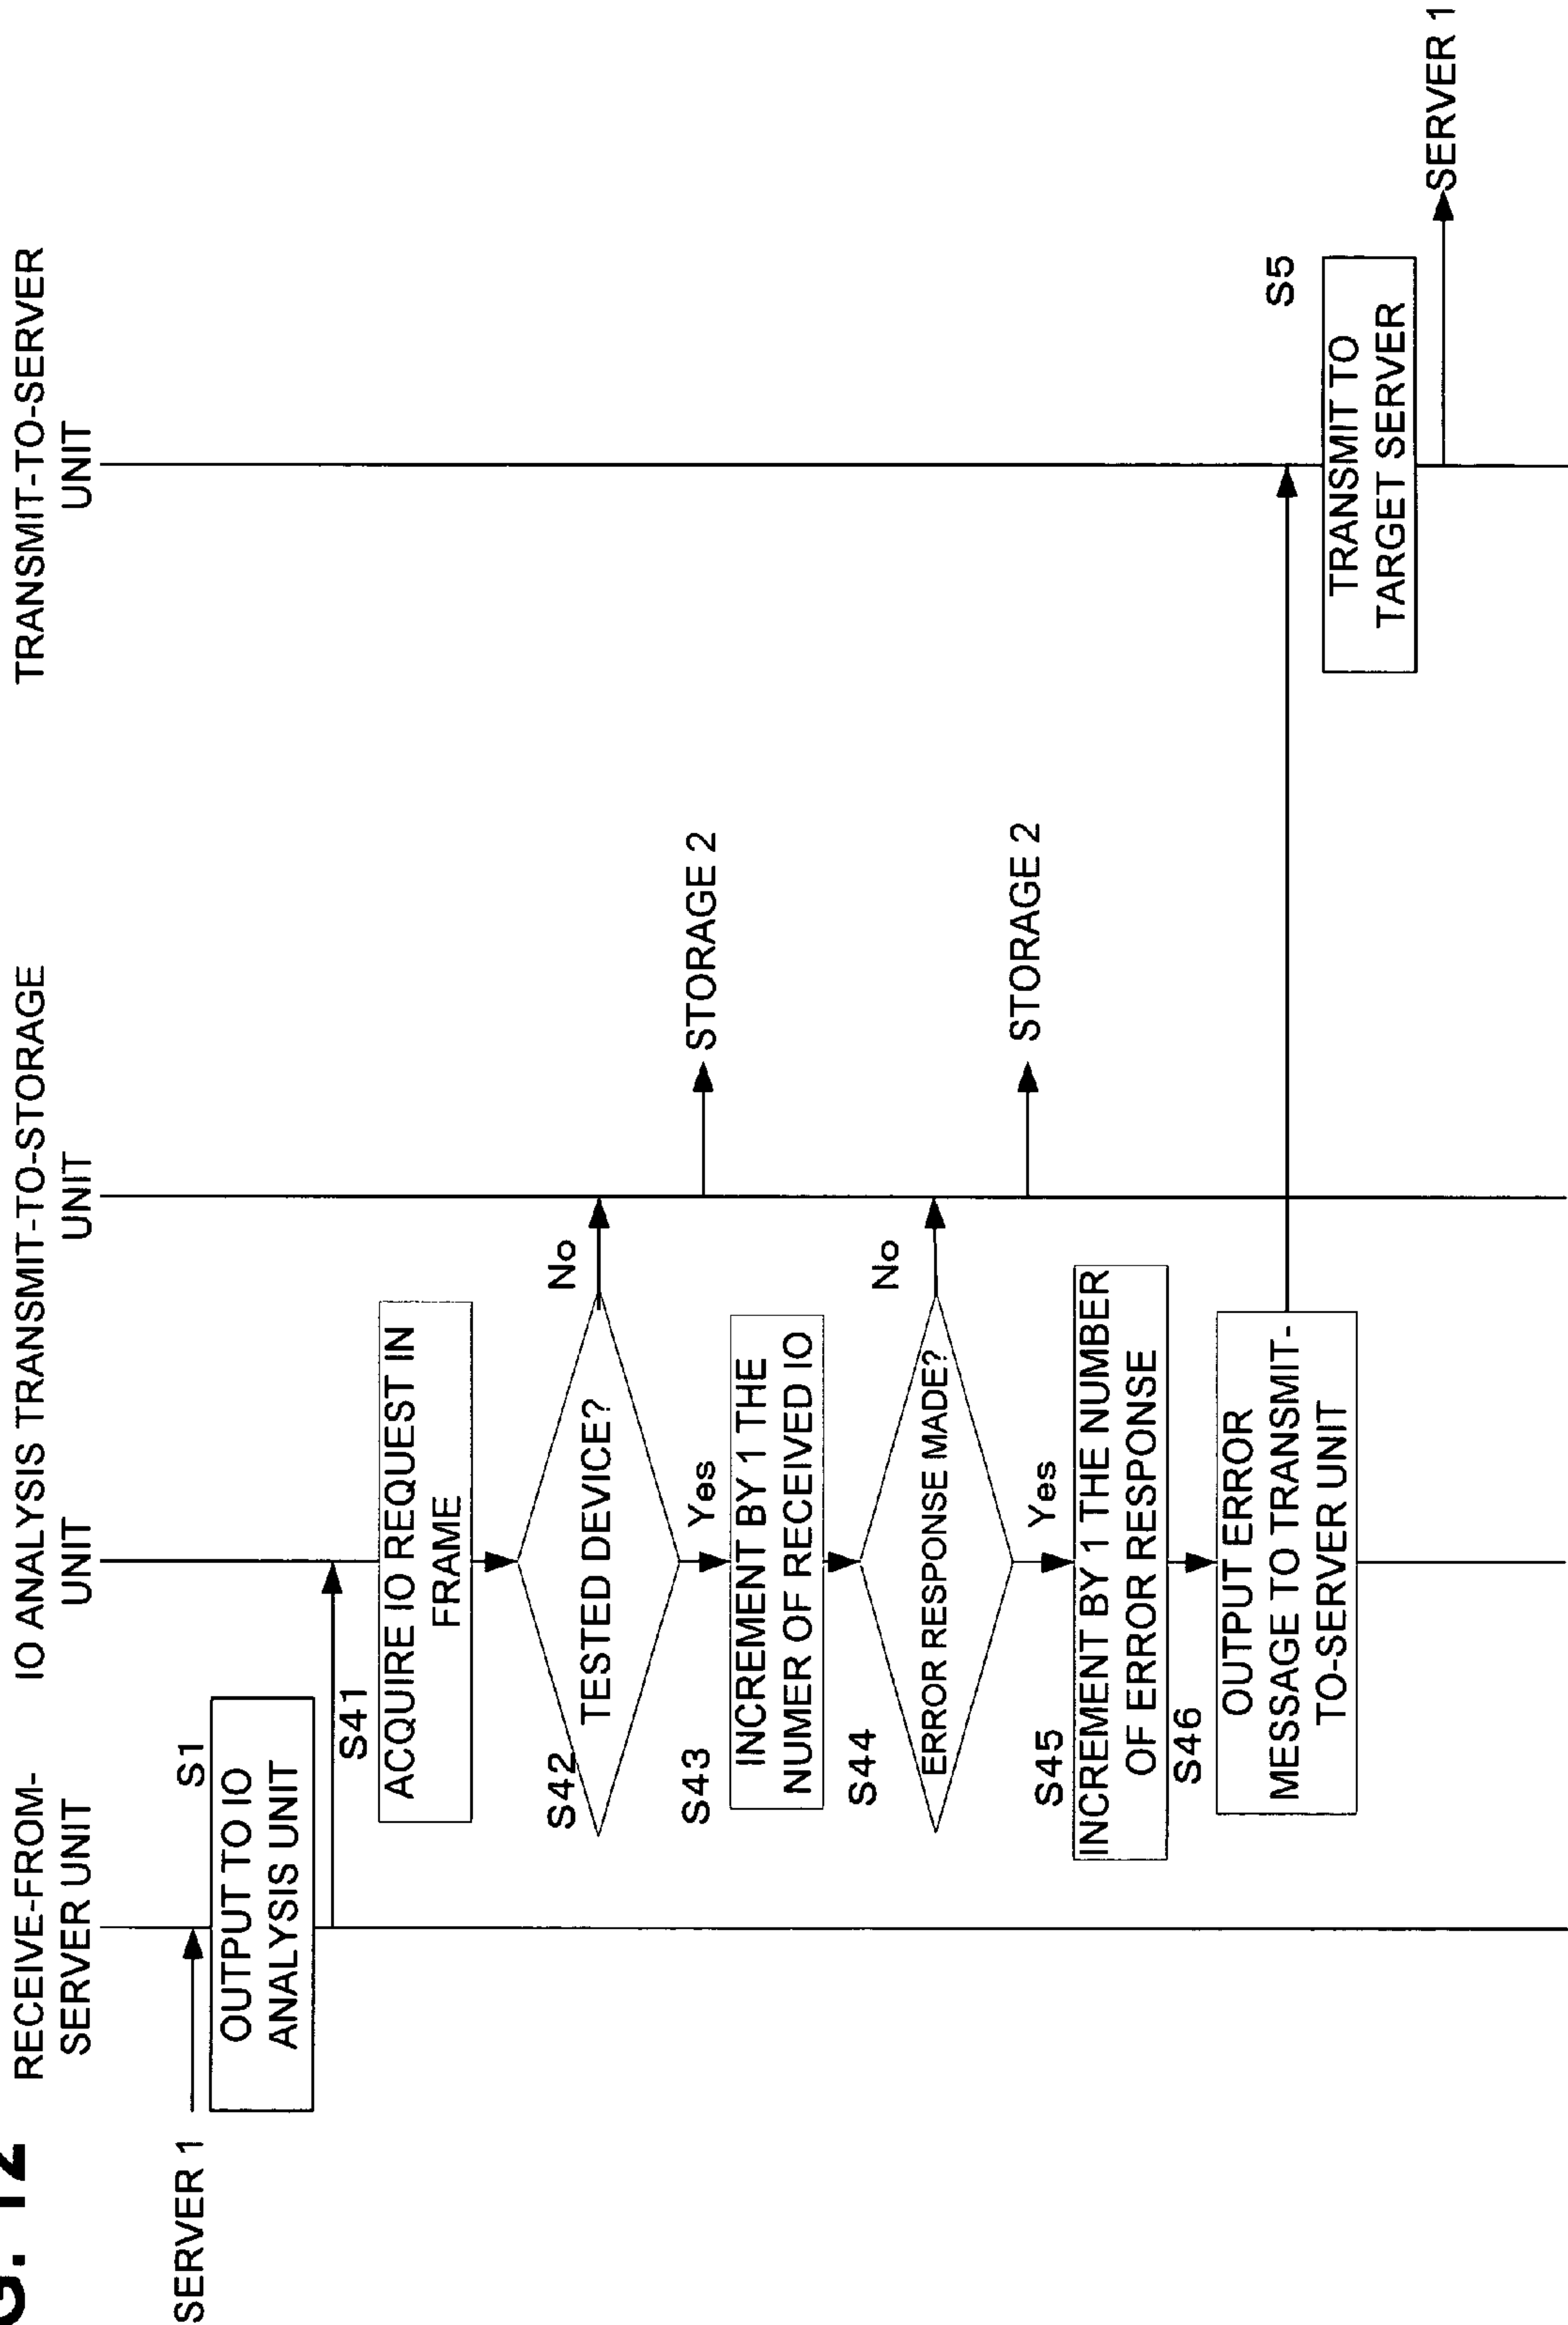 G. 12
RECEIVE-FROM-
SERVER UNIT
IO ANALYSIS
UNIT
TRANSMIT-TO-STORAGE
UNIT
TRANSMIT-TO-SERVER
UNIT
SERVER 1
S1
OUTPUT TO IO
ANALYSIS UNIT
S41
ACQUIRE IO REQUEST IN
FRAME
S42
TESTED DEVICE?
No
Yes
STORAGE 2
S43
INCREMENT BY 1 THE
NUMER OF RECEIVED IO
S44
ERROR RESPONSE MADE?
No
Yes
STORAGE 2
S45
INCREMENT BY 1 THE NUMBER
OF ERROR RESPONSE
S46
OUTPUT ERROR
MESSAGE TO TRANSMIT-
TO-SERVER UNIT
S5
TRANSMIT TO
TARGET SERVER
SERVER 1